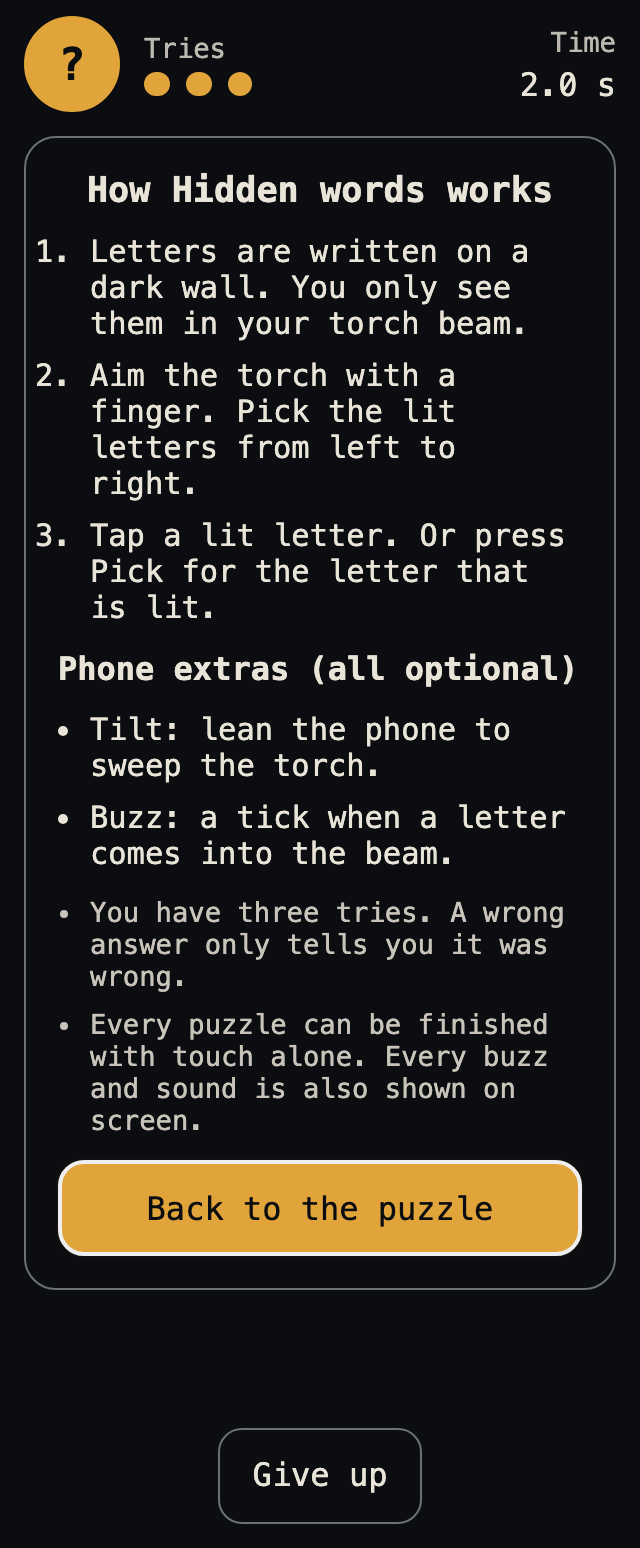 ?
Tries
Time
2.0 s
How Hidden words works
1. Letters are written on a
dark wall. You only see
them in your torch beam.
2. Aim the torch with a
finger. Pick the lit
letters from left to
right.
3. Tap a lit letter. Or press
Pick for the letter that
is lit.
Phone extras (all optional)
• Tilt: lean the phone to
sweep the torch.
• Buzz: a tick when a letter
comes into the beam.
• You have three tries. A wrong
answer only tells you it was
wrong.
• Every puzzle can be finished
with touch alone. Every buzz
and sound is also shown on
screen.
Back to the puzzle
Give up